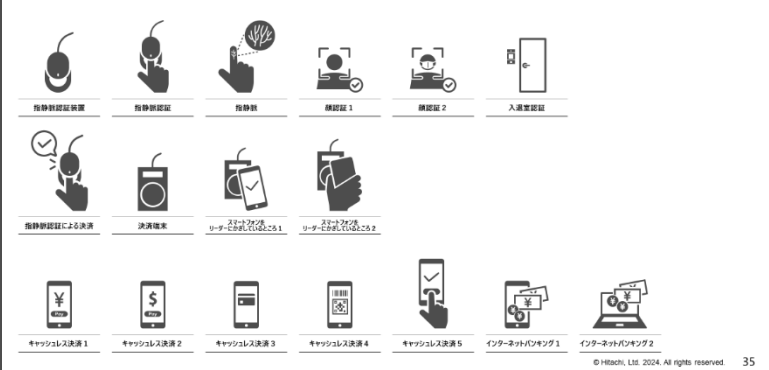 指静脈認証装置
指静脈認証
指静脈
顔認証 1
顔認証 2
入退室認証
指静脈認証による決済
決済端末
スマートフォンを
リーダーにかざしているところ 1
スマートフォンを
リーダーにかざしているところ 2
¥
Pay
$
Pay
¥
¥
¥
¥
キャッシュレス決済 1
キャッシュレス決済 2
キャッシュレス決済 3
キャッシュレス決済 4
キャッシュレス決済 5
インターネットバンキング 1
インターネットバンキング 2
© Hitachi, Ltd. 2024. All rights reserved.
35